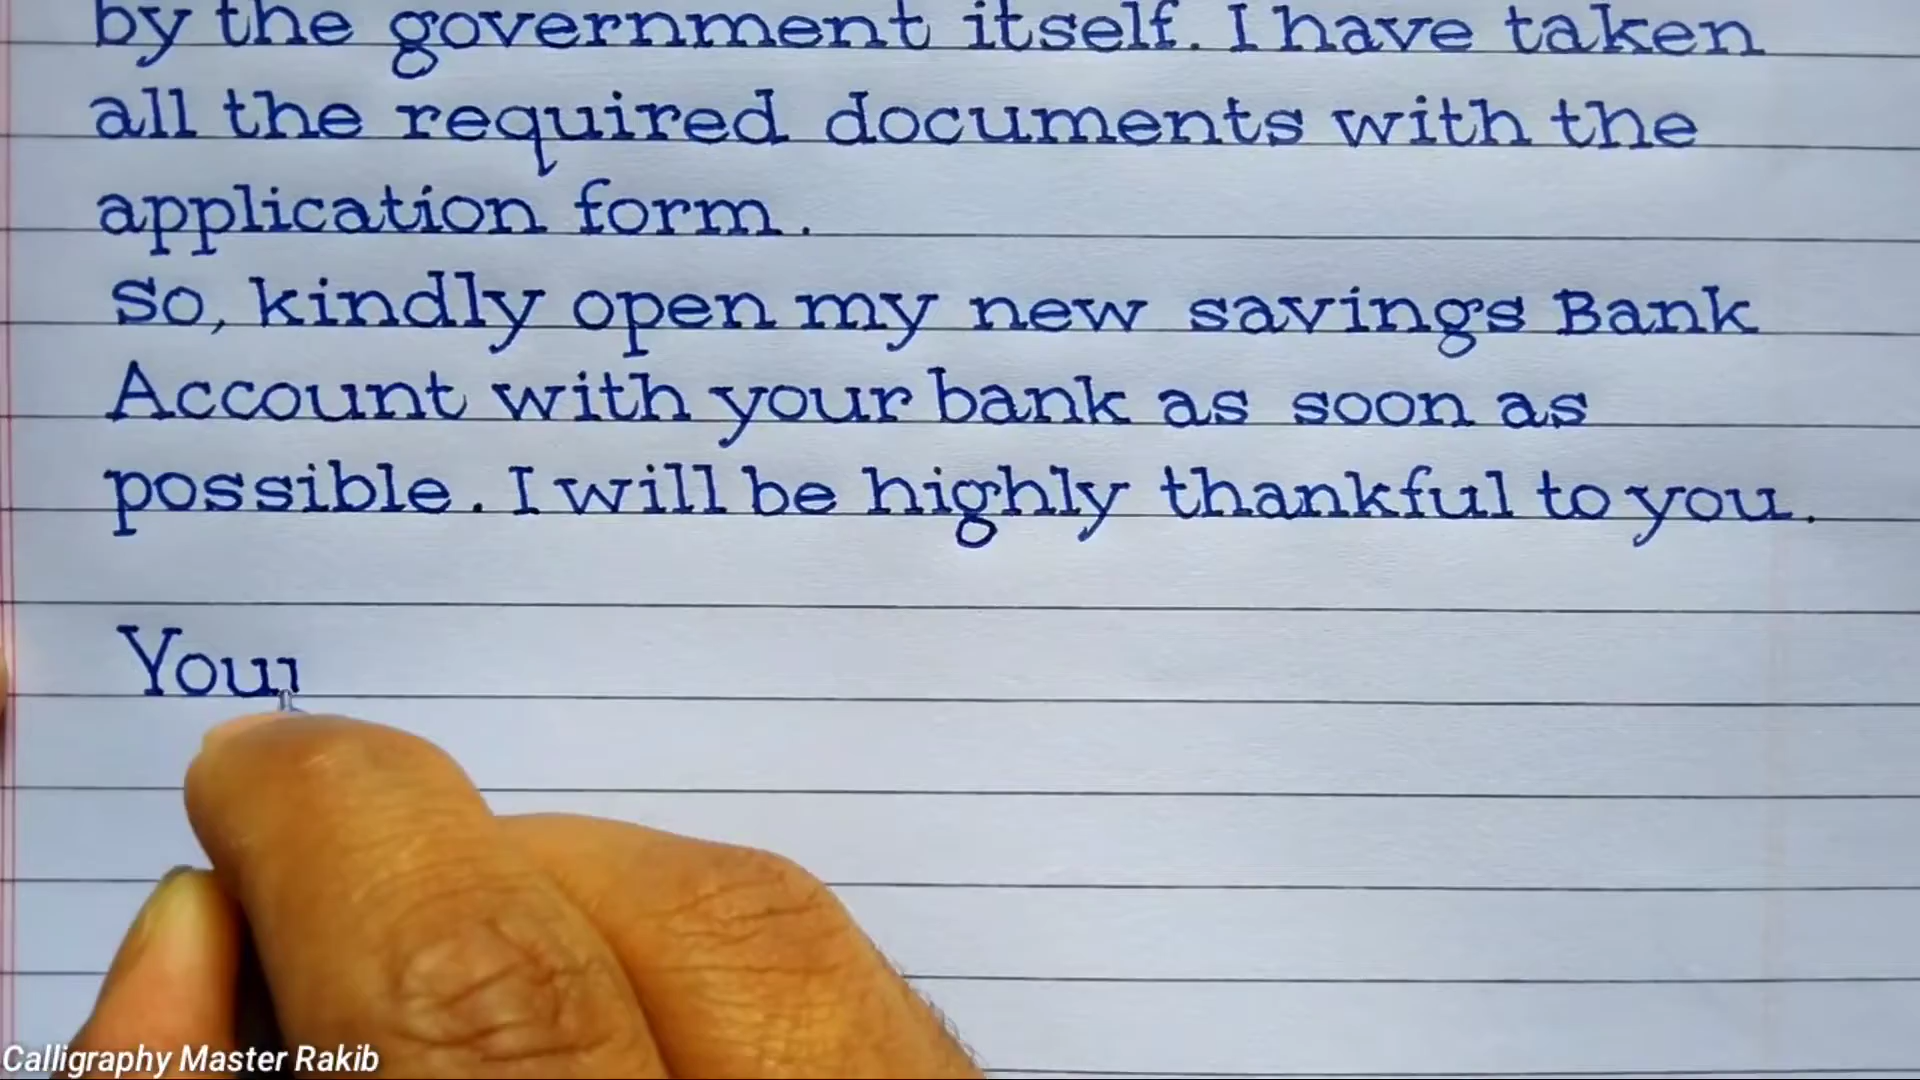 by the government itself. I have taken
all the required documents with the
application form.
So, kindly open my new savings Bank
Account with your bank as soon as
possible. I will be highly thankful to you.
Calligraphy Master Rakib